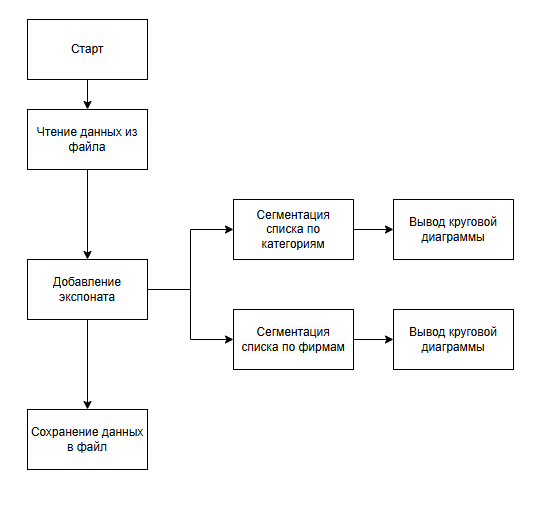 Старт
Чтение данных из
файла
Сегментация
списка по
категориям
Вывод круговой
диаграммы
Добавление
экспоната
Сегментация
списка по фирмам
Вывод круговой
диаграммы
Сохранение данных
в файл